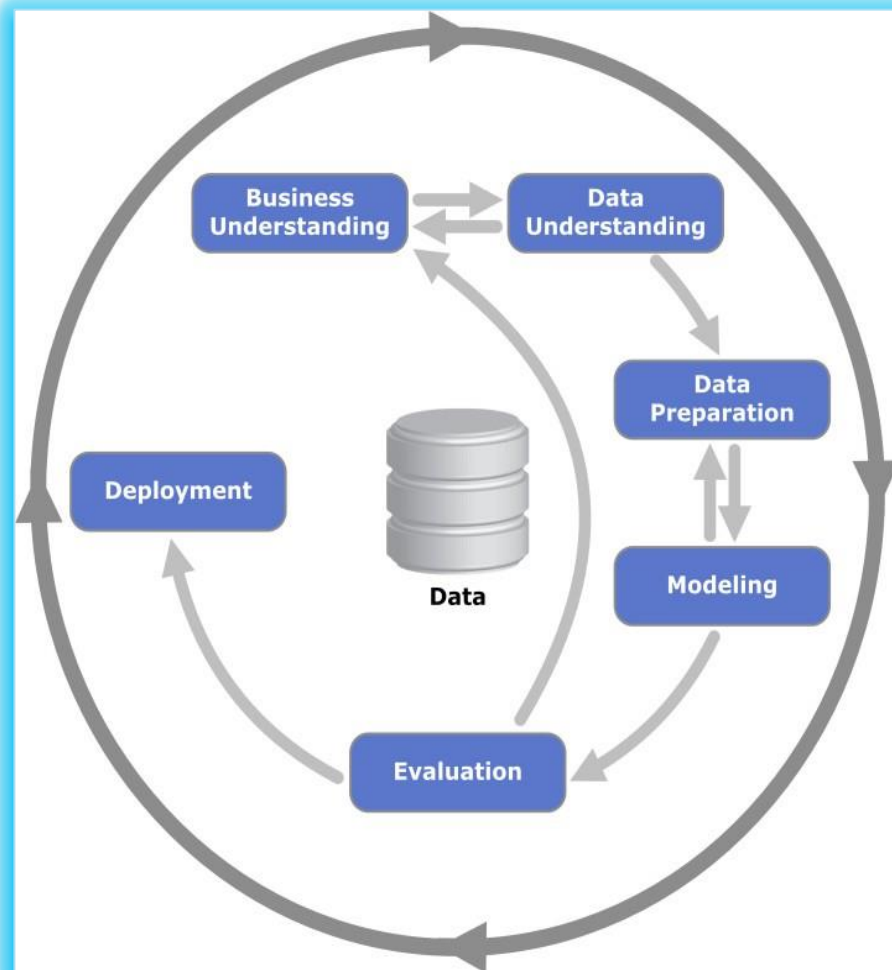 Business
Understanding
Data
Understanding
Data
Preparation
Deployment
Data
Modeling
Evaluation